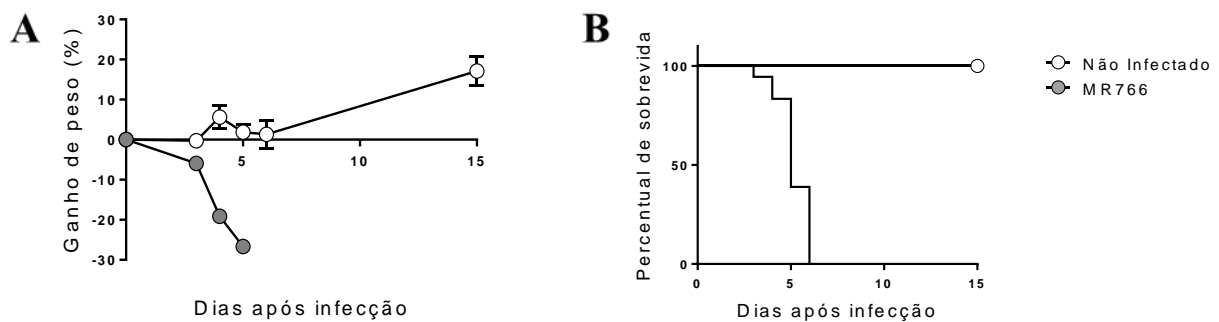 A
Ganho de peso (%)
30
20
10
0
-10
-20
-30
5
10
15
Dias após infecção
B
Percentual de sobrevida
100
50
0
0
5
10
15
Dias após infecção
Não Infectado
MR766